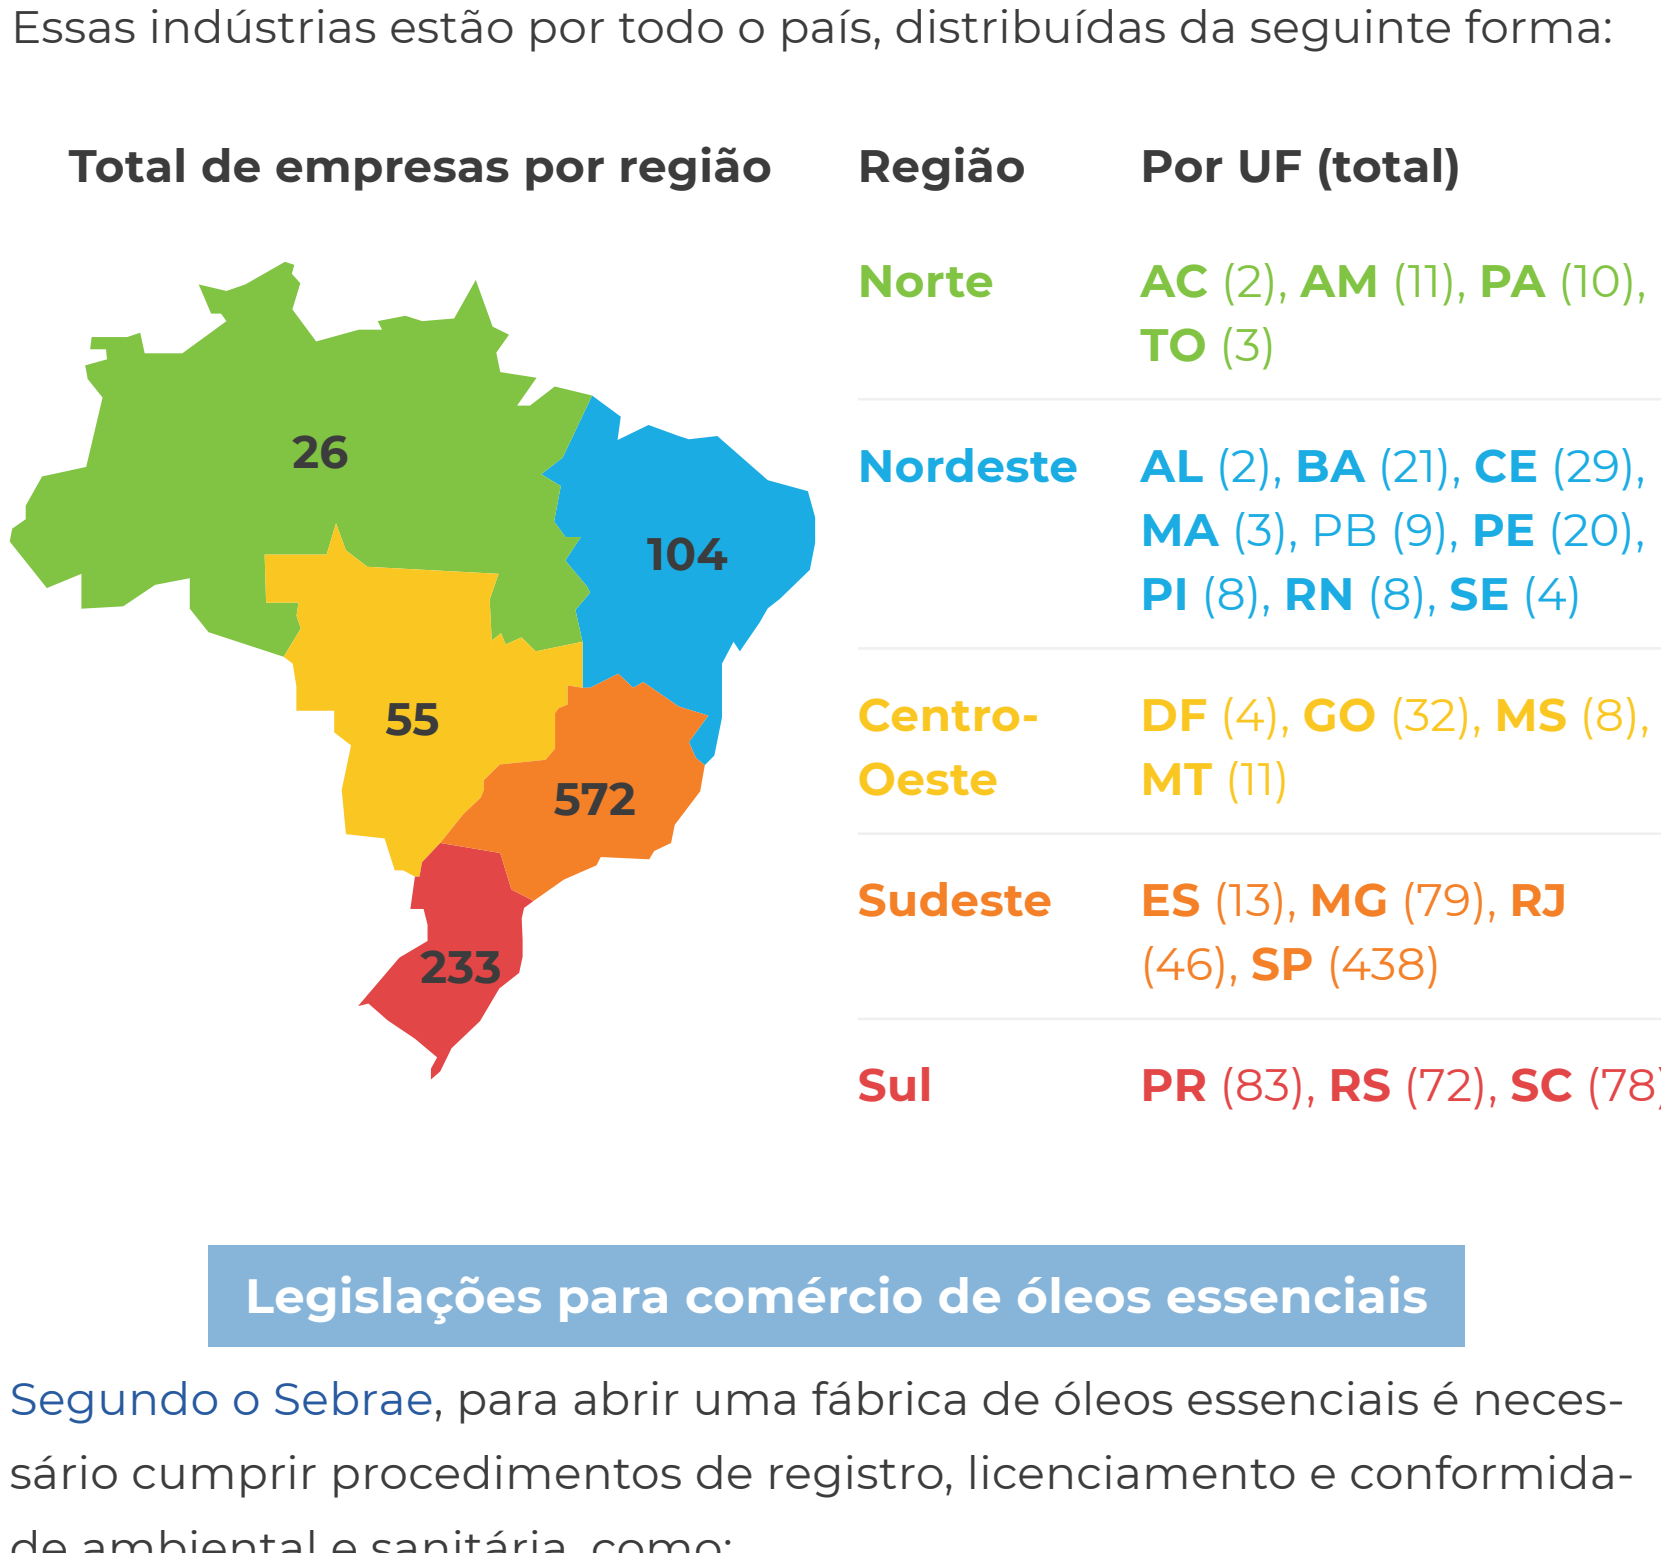 Essas indústrias estão por todo o país, distribuídas da seguinte forma:
Total de empresas por região
26
104
55
572
233
Região Por UF (total)
Norte AC (2), AM (11), PA (10),
TO (3)
Nordeste AL (2), BA (21), CE (29),
MA (3), PB (9), PE (20),
PI (8), RN (8), SE (4)
Centro- DF (4), GO (32), MS (8),
Oeste MT (11)
Sudeste ES (13), MG (79), RJ
(46), SP (438)
Sul PR (83), RS (72), SC (78)
Legislações para comércio de óleos essenciais
Segundo o Sebrae, para abrir uma fábrica de óleos essenciais é neces-
sário cumprir procedimentos de registro, licenciamento e conformida-
de ambiental e sanitária, como: